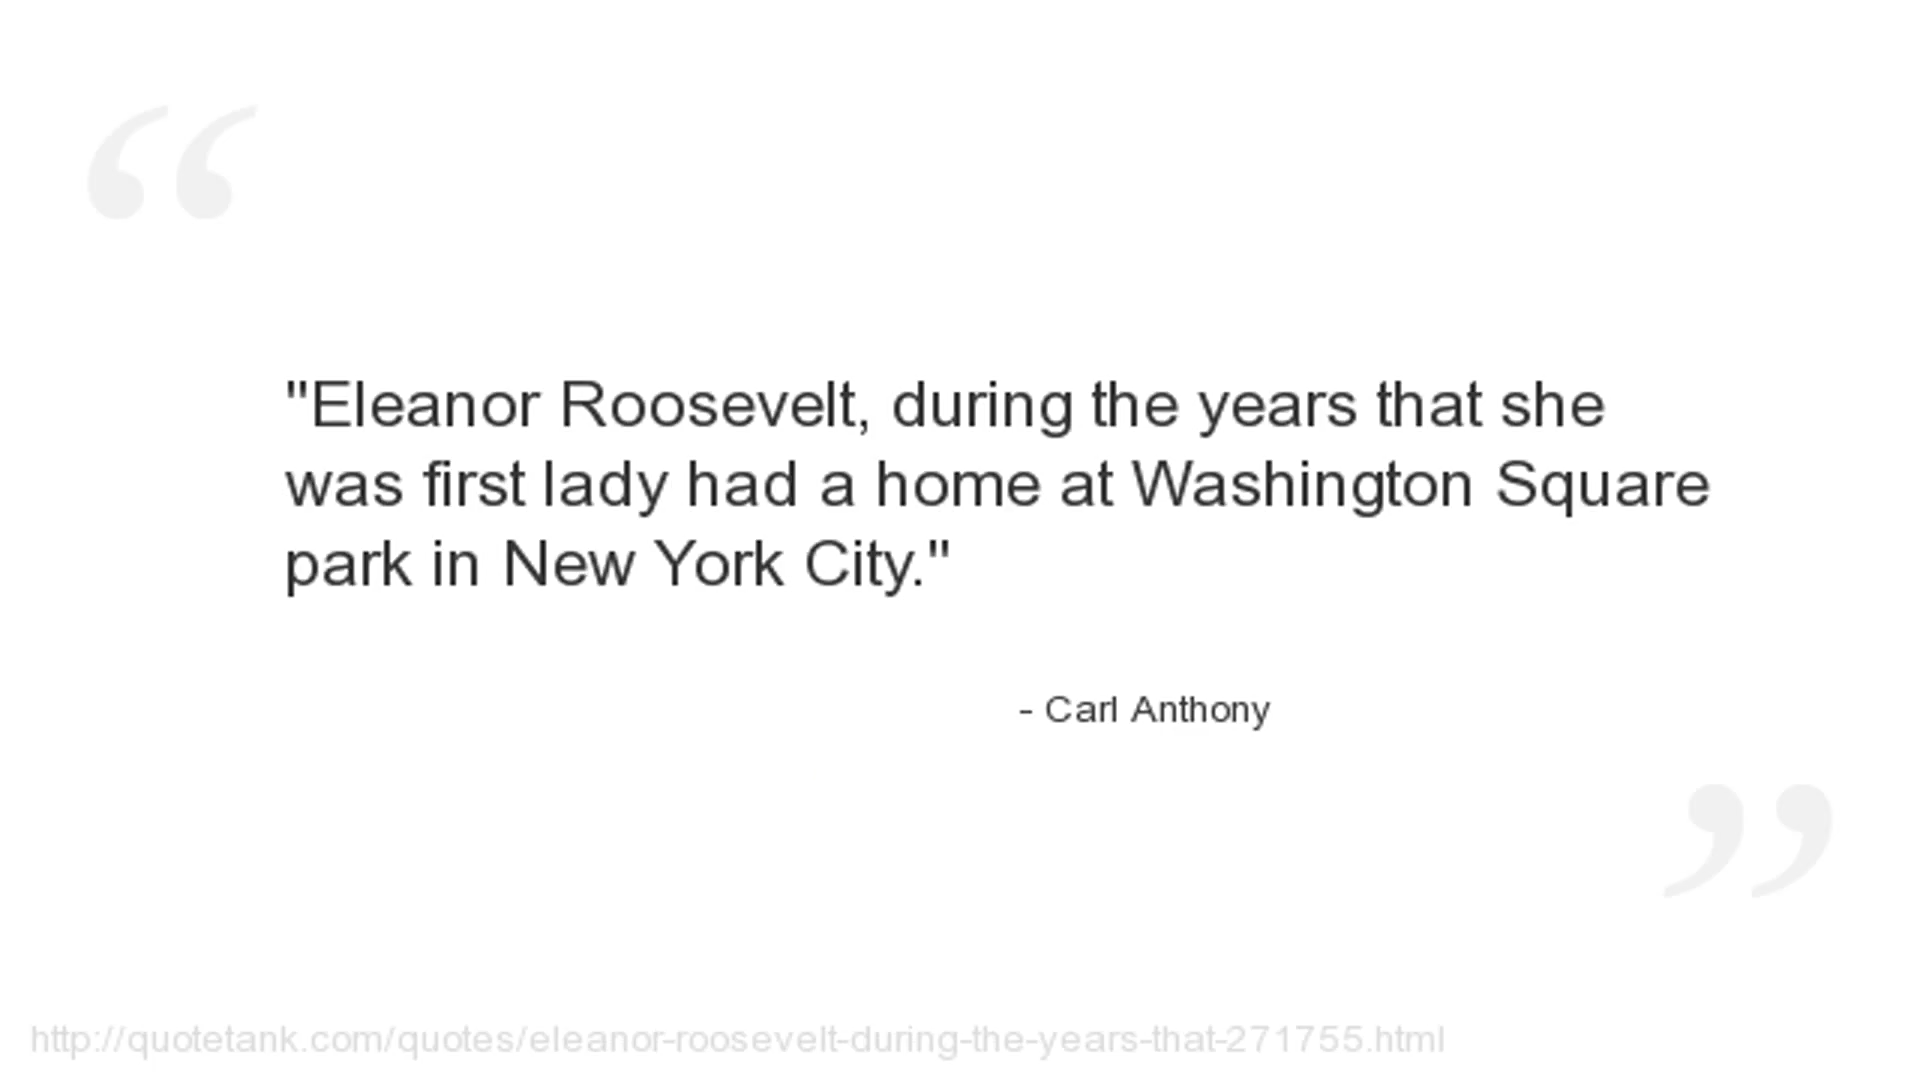 "Eleanor Roosevelt, during the years that she
was first lady had a home at Washington Square
park in New York City."
- Carl Anthony
http://quotetank.com/quotes/eleanor-roosevelt-during-the-years-that-271755.html